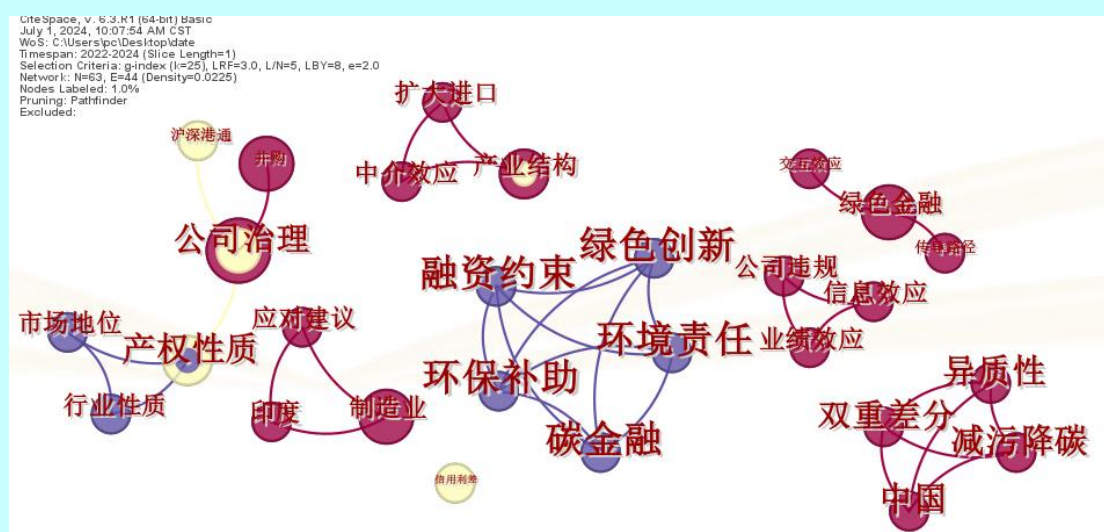 CiteSpace, v. 6.3.R1 (64-bit) Basic
July 1, 2024, 10:07:54 AM CST
WoS: C:\Users\pc\Desktop\date
Timespan: 2022-2024 (Slice Length=1)
Selection Criteria: g-index (k=25), LRF=3.0, L/N=5, LBY=8, e=2.0
Network: N=63, E=44 (Density=0.0225)
Nodes Labeled: 1.0%
Pruning: Pathfinder
Excluded:
扩大进口
沪深港通
并购
中介效应
产业结构
交互效应
绿色金融
传导路径
公司治理
绿色创新
融资约束
公司违规
信息效应
市场地位
应对建议
产权性质
环境责任
业绩效应
环保补助
异质性
行业性质
印度
制造业
双重差分
碳金融
减污降碳
信用利差
中国